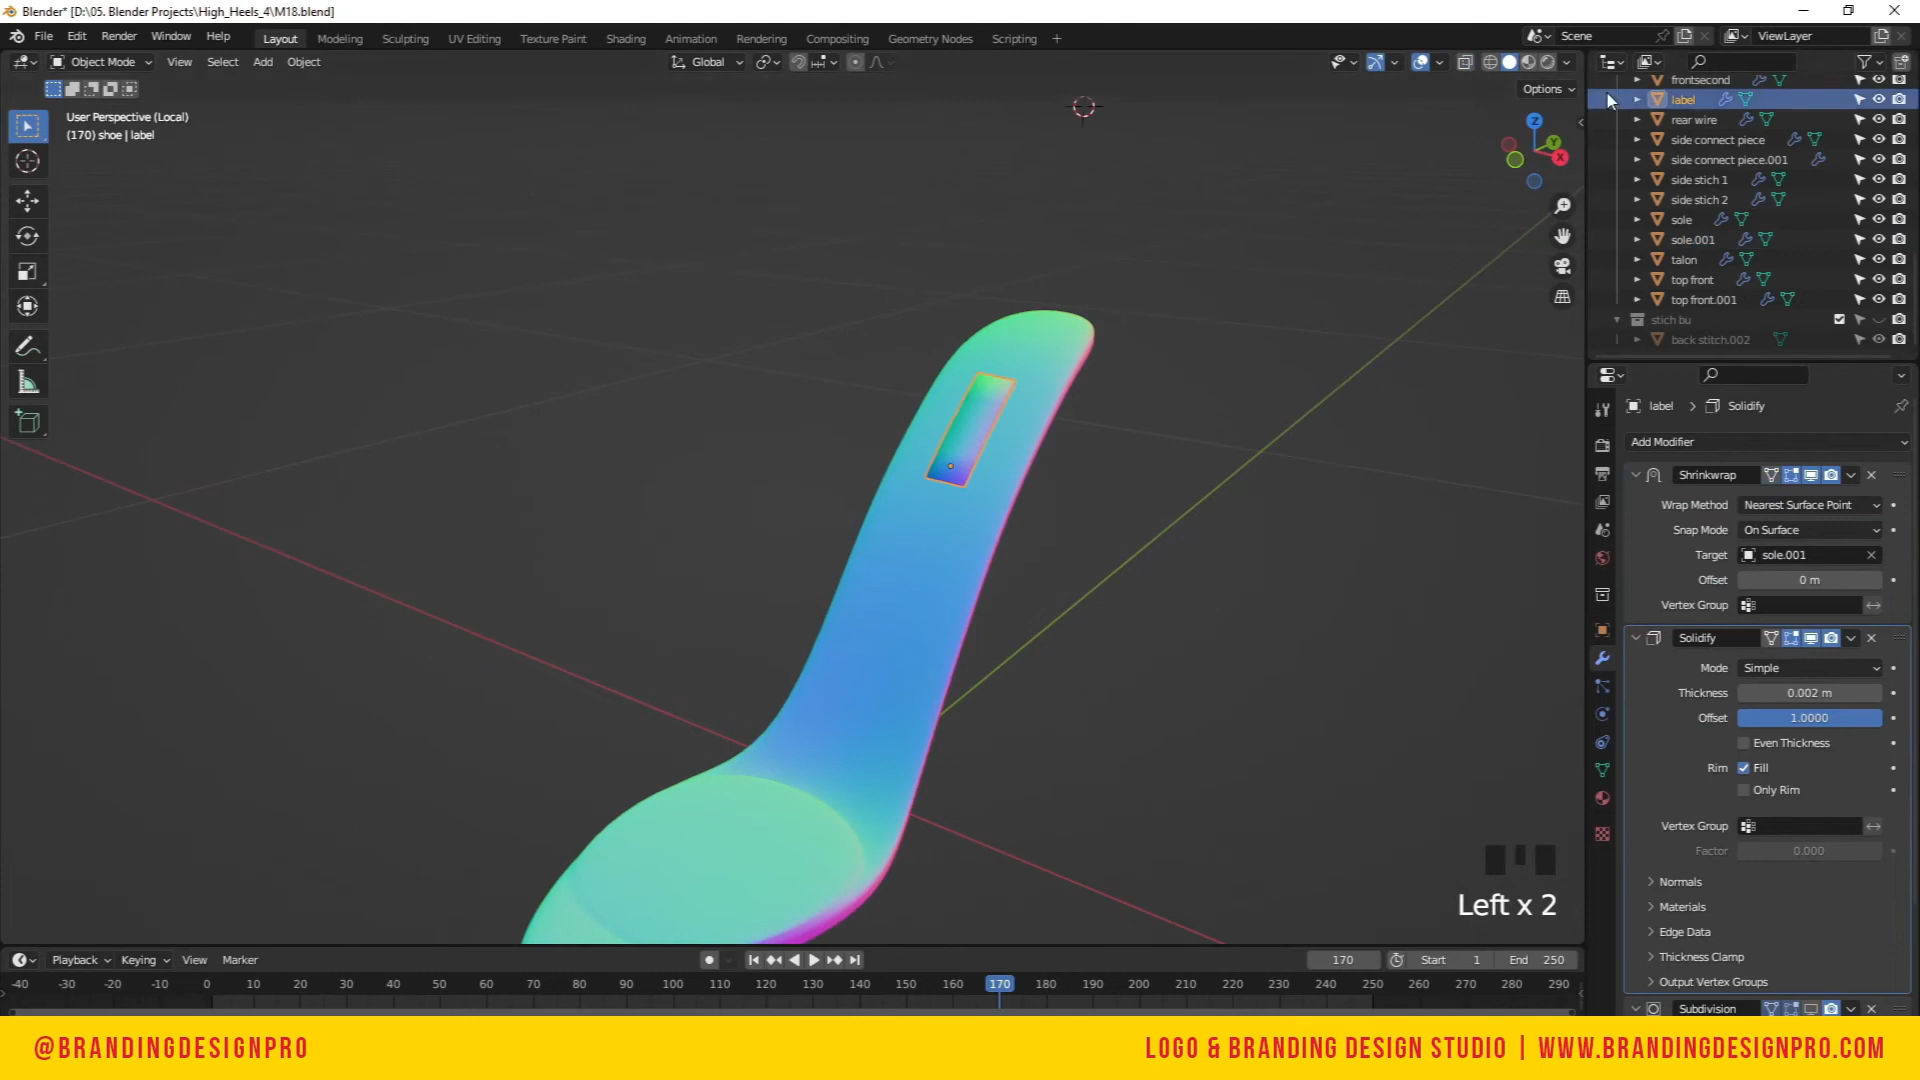 Blender* [D:\05. Blender Projects\High_Heels_4\M18.blend]
File Edit Render Window Help Layout Modeling Sculpting UV Editing Texture Paint Shading Animation Rendering Compositing Geometry Nodes Scripting + Scene ViewLayer
Object Mode View Select Add Object Global
Options
User Perspective (Local)
(170) shoe | label
Z
Y
X
frontsecond
label
rear wire
side connect piece
side connect piece.001
side stich 1
side stich 2
sole
sole.001
talon
top front
top front.001
stich bu
back stitch.002
label > Solidify
Add Modifier
Shrinkwrap
Wrap Method Nearest Surface Point
Snap Mode On Surface
Target sole.001
Offset 0 m
Vertex Group
Solidify
Mode Simple
Thickness 0.002 m
Offset 1.0000
Even Thickness
Rim Fill
Only Rim
Vertex Group
Factor 0.000
Normals
Materials
Edge Data
Thickness Clamp
Output Vertex Groups
Subdivision
Left x 2
Playback Keying View Marker 170 Start 1 End 250
-40 -30 -20 -10 0 10 20 30 40 50 60 70 80 90 100 110 120 130 140 150 160 170 180 190 200 210 220 230 240 250 260 270 280 290
@BRANDINGDESIGNPRO
LOGO & BRANDING DESIGN STUDIO | WWW.BRANDINGDESIGNPRO.COM